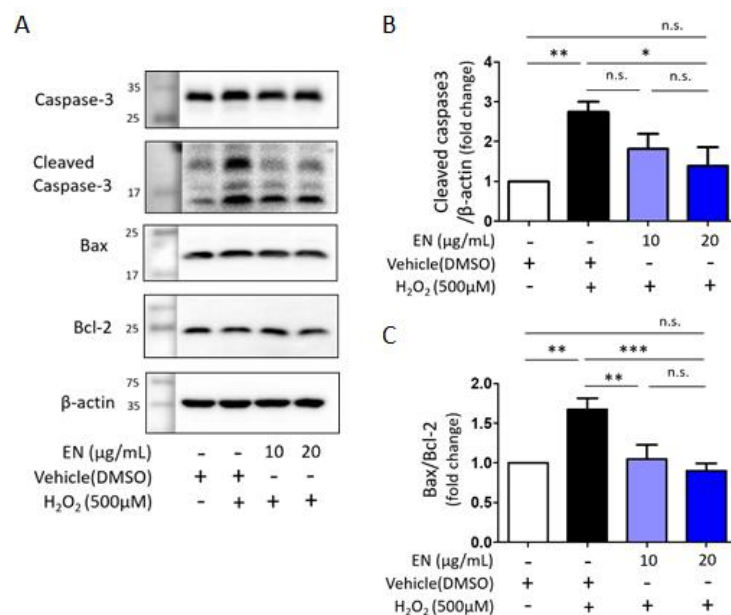 A
Caspase-3
35
25
Cleaved
Caspase-3
17
Bax
25
17
Bcl-2
25
β-actin
75
35
EN (μg/mL) - - 10 20
Vehicle(DMSO) + + - -
H₂O₂ (500μM) - + + +
B
n.s.
** *
n.s. n.s.
Cleaved caspase3
/β-actin (fold change)
4
3
2
1
0
EN (μg/mL) - - 10 20
Vehicle(DMSO) + + - -
H₂O₂ (500μM) - + + +
C
n.s.
** ***
** n.s.
Bax/Bcl-2
(fold change)
2.0
1.5
1.0
0.5
0.0
EN (μg/mL) - - 10 20
Vehicle(DMSO) + + - -
H₂O₂ (500μM) - + + +